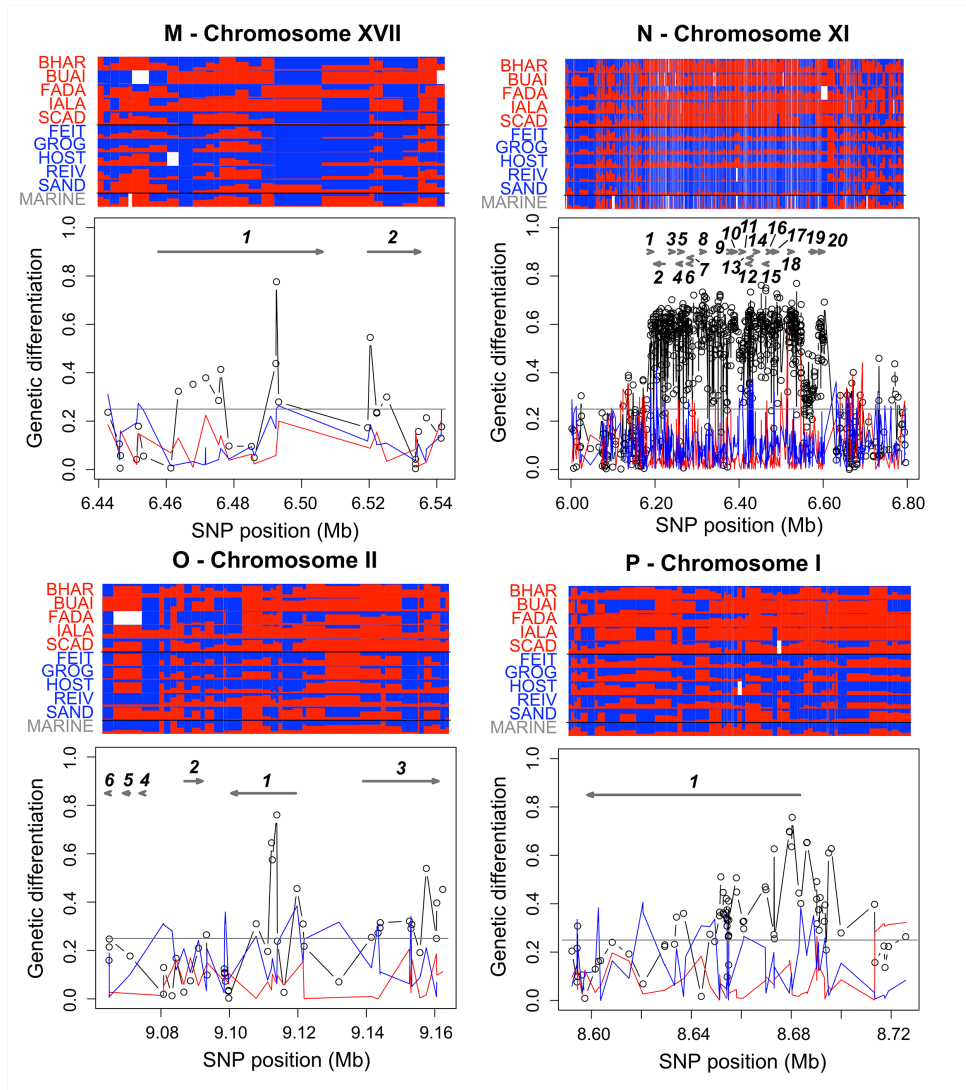 M - Chromosome XVII
BHAR
BUAI
FADA
IALA
SCAD
FEIT
GROG
HOST
REIV
SAND
MARINE
Genetic differentiation
1.0
0.8
0.6
0.4
0.2
0.0
1
2
6.44 6.46 6.48 6.50 6.52 6.54
SNP position (Mb)
N - Chromosome XI
BHAR
BUAI
FADA
IALA
SCAD
FEIT
GROG
HOST
REIV
SAND
MARINE
Genetic differentiation
1.0
0.8
0.6
0.4
0.2
0.0
1 3 5 8 9 10 11 14 16 17 19 20
2 4 6 7 13 12 15 18
6.00 6.20 6.40 6.60 6.80
SNP position (Mb)
O - Chromosome II
BHAR
BUAI
FADA
IALA
SCAD
FEIT
GROG
HOST
REIV
SAND
MARINE
Genetic differentiation
1.0
0.8
0.6
0.4
0.2
0.0
6 5 4 2 1 3
9.08 9.10 9.12 9.14 9.16
SNP position (Mb)
P - Chromosome I
BHAR
BUAI
FADA
IALA
SCAD
FEIT
GROG
HOST
REIV
SAND
MARINE
Genetic differentiation
1.0
0.8
0.6
0.4
0.2
0.0
1
8.60 8.64 8.68 8.72
SNP position (Mb)